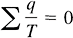 ∑ q/T = 0